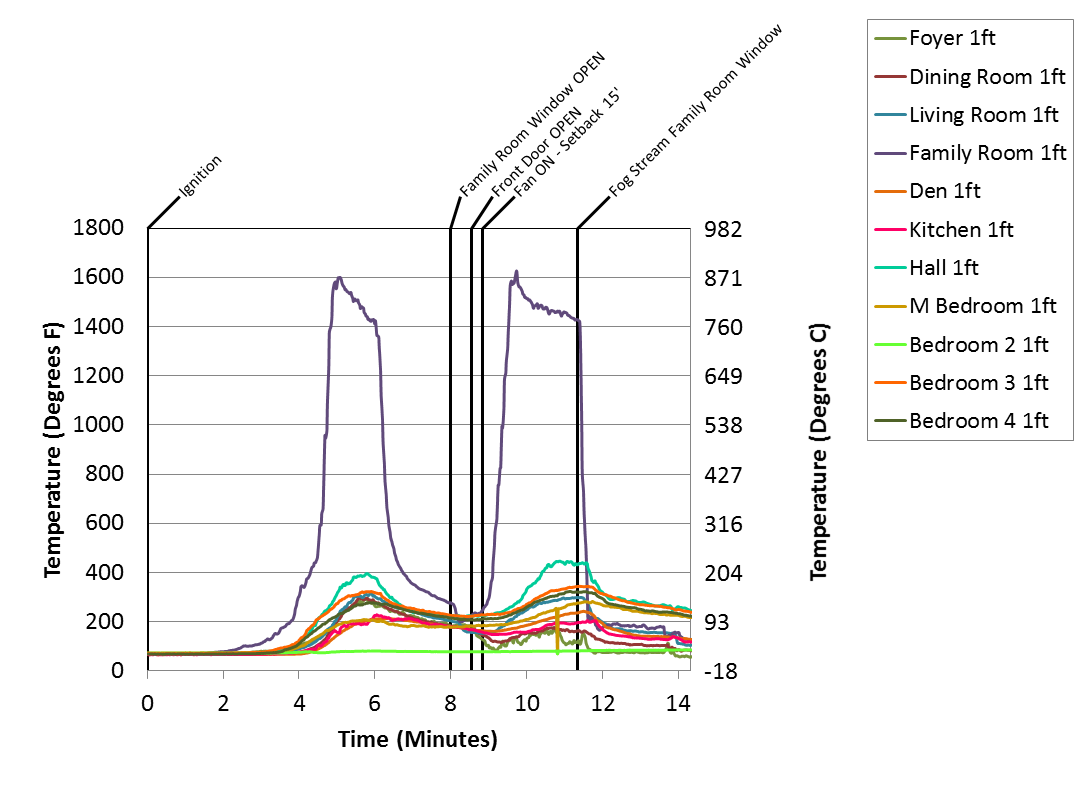 Ignition
Family Room Window OPEN
Front Door OPEN
Fan ON - Setback 15'
Fog Stream Family Room Window
Foyer 1ft
Dining Room 1ft
Living Room 1ft
Family Room 1ft
Den 1ft
Kitchen 1ft
Hall 1ft
M Bedroom 1ft
Bedroom 2 1ft
Bedroom 3 1ft
Bedroom 4 1ft
Temperature (Degrees F)
1800
1600
1400
1200
1000
800
600
400
200
0
982
871
760
649
538
427
316
204
93
-18
Temperature (Degrees C)
0 2 4 6 8 10 12 14
Time (Minutes)